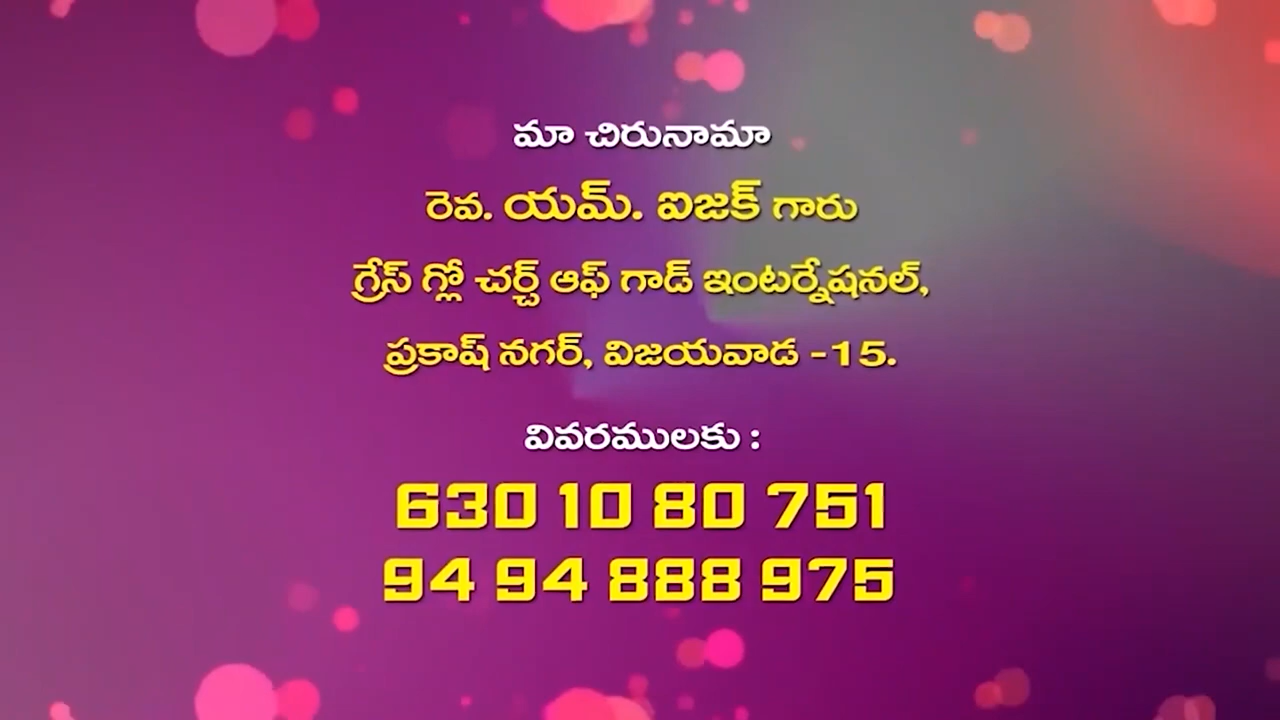 మా చిరునామా
రెవ. యమ్. ఐజక్ గారు
గ్రేస్ గ్లో చర్చ్ ఆఫ్ గాడ్ ఇంటర్నేషనల్,
ప్రకాష్ నగర్, విజయవాడ -15.
వివరములకు :
630 10 80 751
94 94 888 975